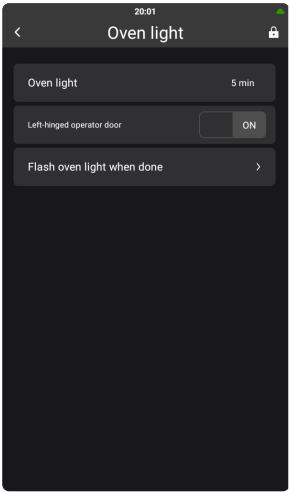 20:01
Oven light
Oven light 5 min
Left-hinged operator door ON
Flash oven light when done